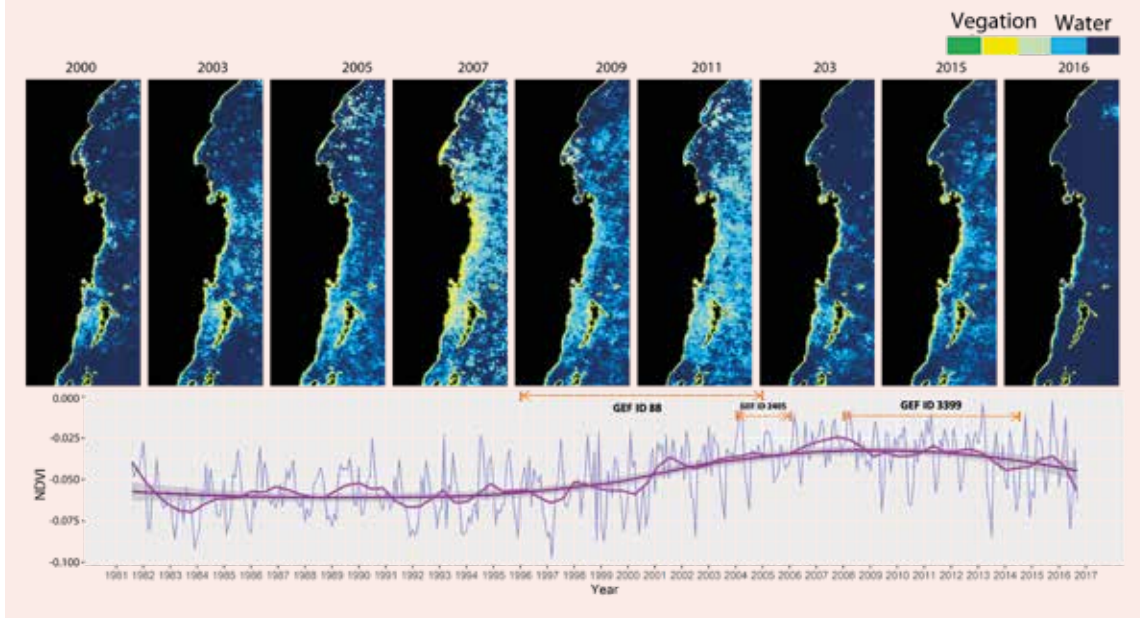 Vegation Water
2000 2003 2005 2007 2009 2011 203 2015 2016
0.000
GEF ID 88
GEF ID 2405
GEF ID 3399
-0.025
-0.050
-0.075
-0.100
NDVI
1981 1982 1983 1984 1985 1986 1987 1988 1989 1990 1991 1992 1993 1994 1995 1996 1997 1998 1999 2000 2001 2002 2003 2004 2005 2006 2007 2008 2009 2010 2011 2012 2013 2014 2015 2016 2017
Year